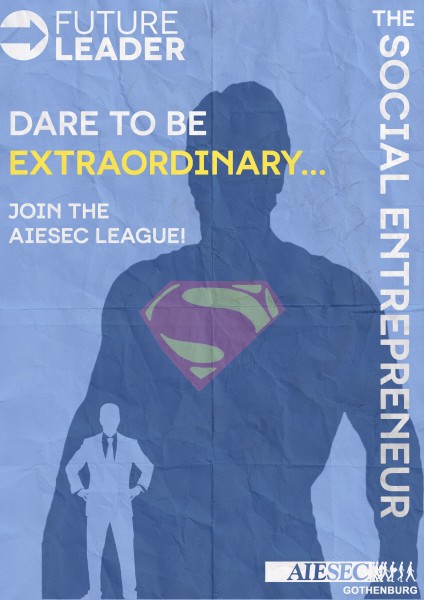 FUTURE
LEADER
DARE TO BE
EXTRAORDINARY...
JOIN THE
AIESEC LEAGUE!
THE
SOCIAL ENTREPRENEUR
S
AIESEC
GOTHENBURG